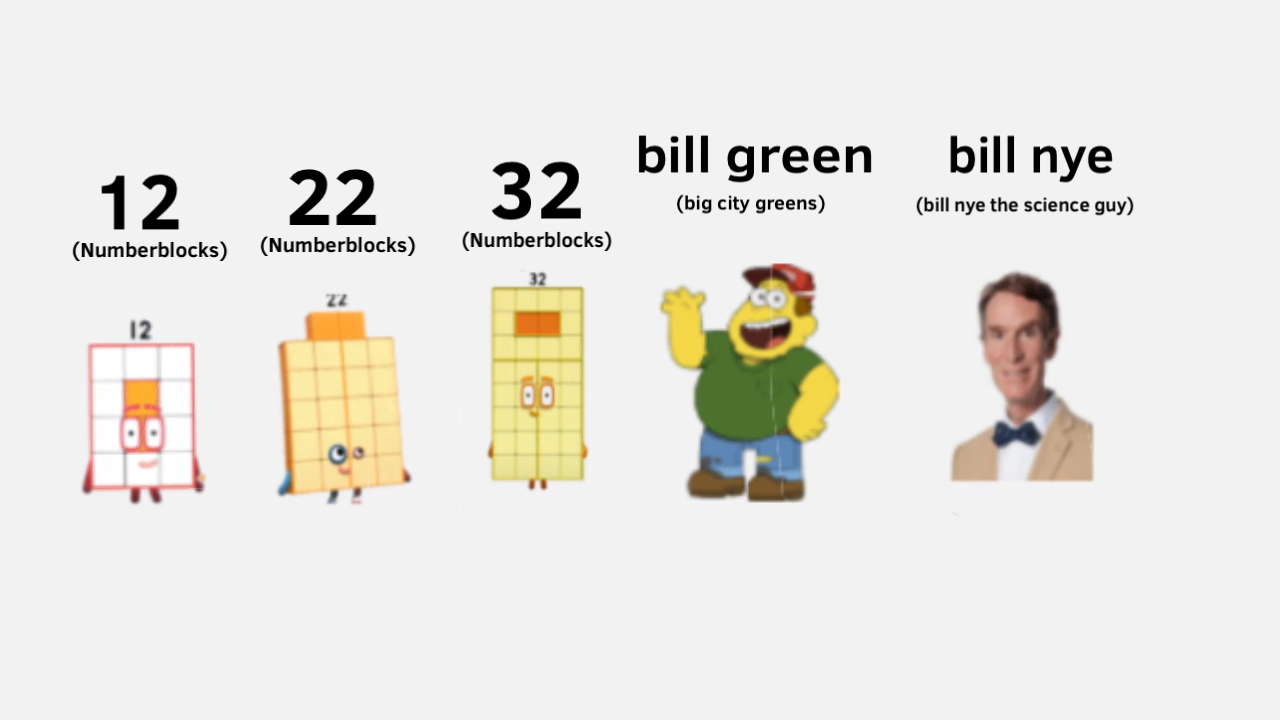 12
(Numberblocks)
22
(Numberblocks)
32
(Numberblocks)
bill green
(big city greens)
bill nye
(bill nye the science guy)
12
22
32